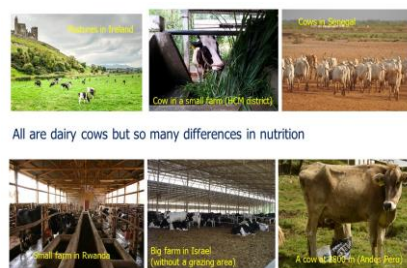 Pastures in Ireland
Cow in a small farm (HCM district)
Cows in Senegal
All are dairy cows but so many differences in nutrition
Small farm in Rwanda
Big farm in Israel
(without a grazing area)
A cow at 3800 m (Andes Peru)